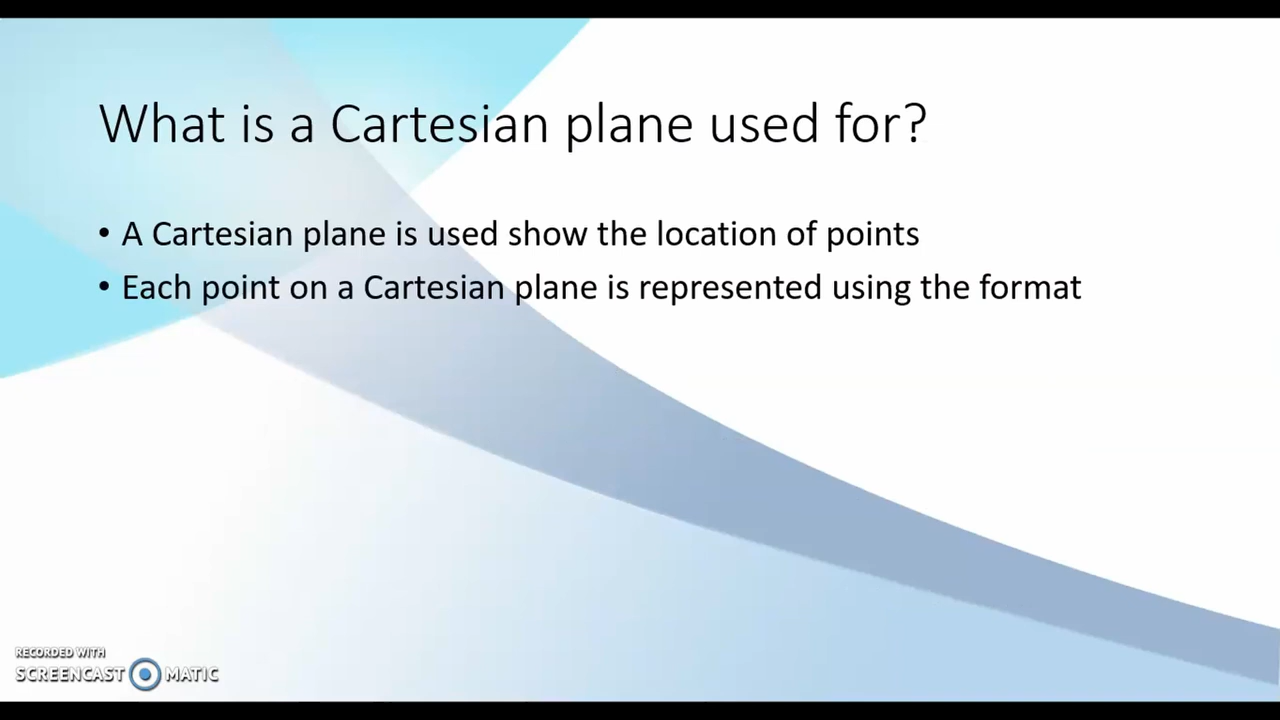 What is a Cartesian plane used for?
• A Cartesian plane is used show the location of points
• Each point on a Cartesian plane is represented using the format
RECORDED WITH
SCREENCAST MATIC